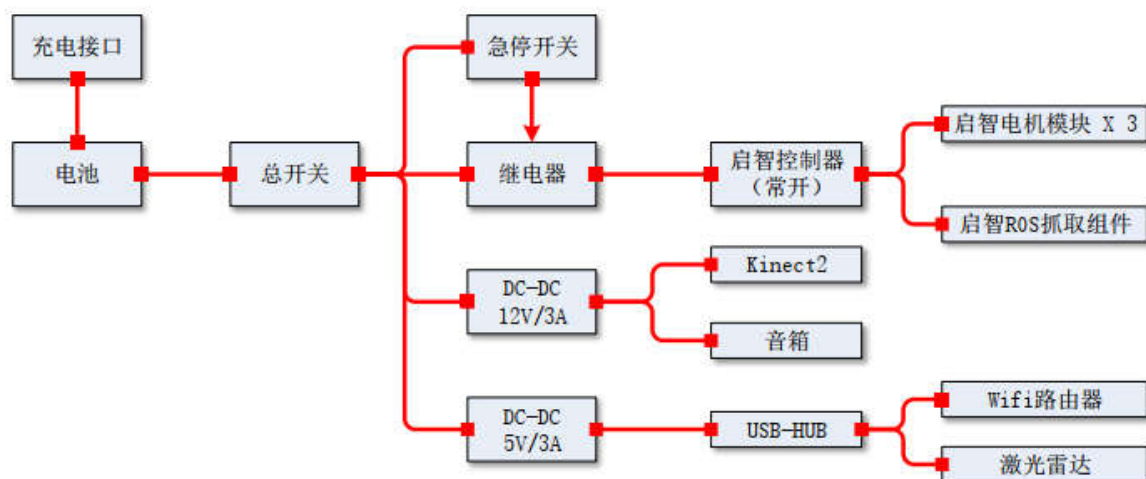 充电接口
急停开关
启智电机模块 X 3
电池
总开关
继电器
启智控制器
（常开）
启智ROS抓取组件
DC-DC
12V/3A
Kinect2
音箱
DC-DC
5V/3A
USB-HUB
Wifi路由器
激光雷达